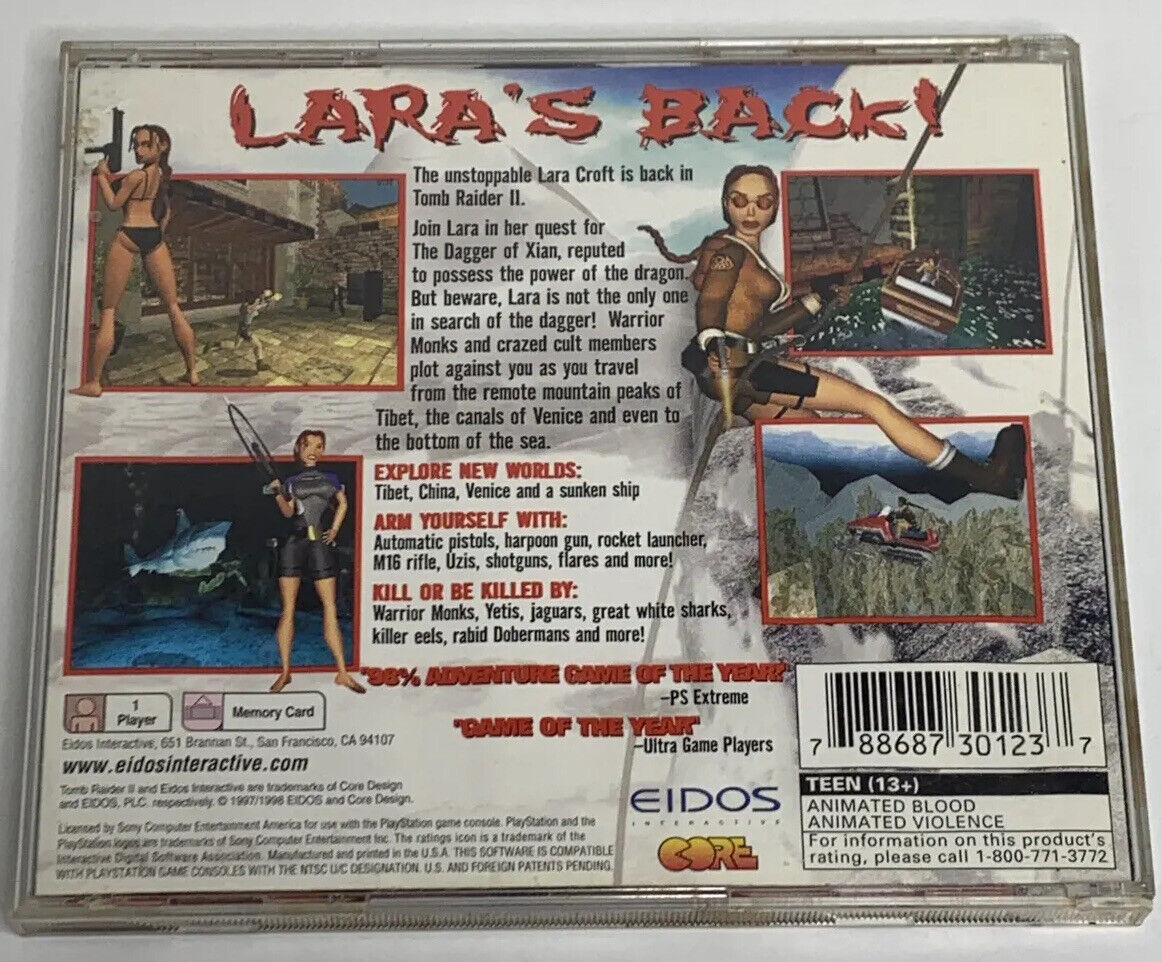 LARA'S BACK!
The unstoppable Lara Croft is back in
Tomb Raider II.
Join Lara in her quest for
The Dagger of Xian, reputed
to possess the power of the dragon.
But beware, Lara is not the only one
in search of the dagger! Warrior
Monks and crazed cult members
plot against you as you travel
from the remote mountain peaks of
Tibet, the canals of Venice and even to
the bottom of the sea.
EXPLORE NEW WORLDS:
Tibet, China, Venice and a sunken ship
ARM YOURSELF WITH:
Automatic pistols, harpoon gun, rocket launcher,
M16 rifle, Uzis, shotguns, flares and more!
KILL OR BE KILLED BY:
Warrior Monks, Yetis, jaguars, great white sharks,
killer eels, rabid Dobermans and more!
"98% ADVENTURE GAME OF THE YEAR"
–PS Extreme
"GAME OF THE YEAR"
–Ultra Game Players
1
Player
Memory Card
Eidos Interactive, 651 Brannan St., San Francisco, CA 94107
www.eidosinteractive.com
Tomb Raider II and Eidos Interactive are trademarks of Core Design
and EIDOS, PLC. respectively. © 1997/1998 EIDOS and Core Design.
Licensed by Sony Computer Entertainment America for use with the PlayStation game console. PlayStation and the
PlayStation logos are trademarks of Sony Computer Entertainment Inc. The ratings icon is a trademark of the
Interactive Digital Software Association. Manufactured and printed in the U.S.A. THIS SOFTWARE IS COMPATIBLE
WITH PLAYSTATION GAME CONSOLES WITH THE NTSC U/C DESIGNATION. U.S. AND FOREIGN PATENTS PENDING.
EIDOS
INTERACTIVE
CORE
7 88687 30123 7
TEEN (13+)
ANIMATED BLOOD
ANIMATED VIOLENCE
For information on this product's
rating, please call 1-800-771-3772